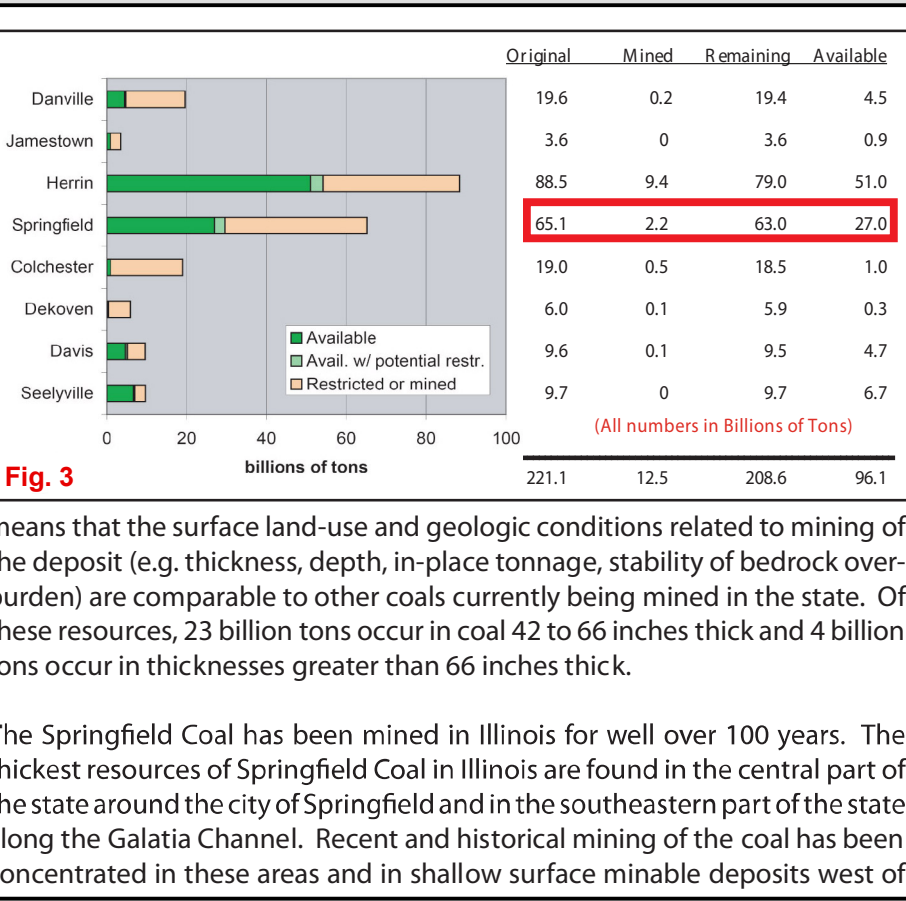 Original Mined Remaining Available
Danville 19.6 0.2 19.4 4.5
Jamestown 3.6 0 3.6 0.9
Herrin 88.5 9.4 79.0 51.0
Springfield 65.1 2.2 63.0 27.0
Colchester 19.0 0.5 18.5 1.0
Dekoven 6.0 0.1 5.9 0.3
Davis 9.6 0.1 9.5 4.7
Seelyville 9.7 0 9.7 6.7
Available
Avail. w/ potential restr.
Restricted or mined
0 20 40 60 80 100
billions of tons
(All numbers in Billions of Tons)
Fig. 3
221.1 12.5 208.6 96.1
means that the surface land-use and geologic conditions related to mining of
he deposit (e.g. thickness, depth, in-place tonnage, stability of bedrock over-
burden) are comparable to other coals currently being mined in the state. Of
hese resources, 23 billion tons occur in coal 42 to 66 inches thick and 4 billion
ons occur in thicknesses greater than 66 inches thick.
The Springfield Coal has been mined in Illinois for well over 100 years. The
hickest resources of Springfield Coal in Illinois are found in the central part of
he state around the city of Springfield and in the southeastern part of the state
long the Galatia Channel. Recent and historical mining of the coal has been
oncentrated in these areas and in shallow surface minable deposits west of